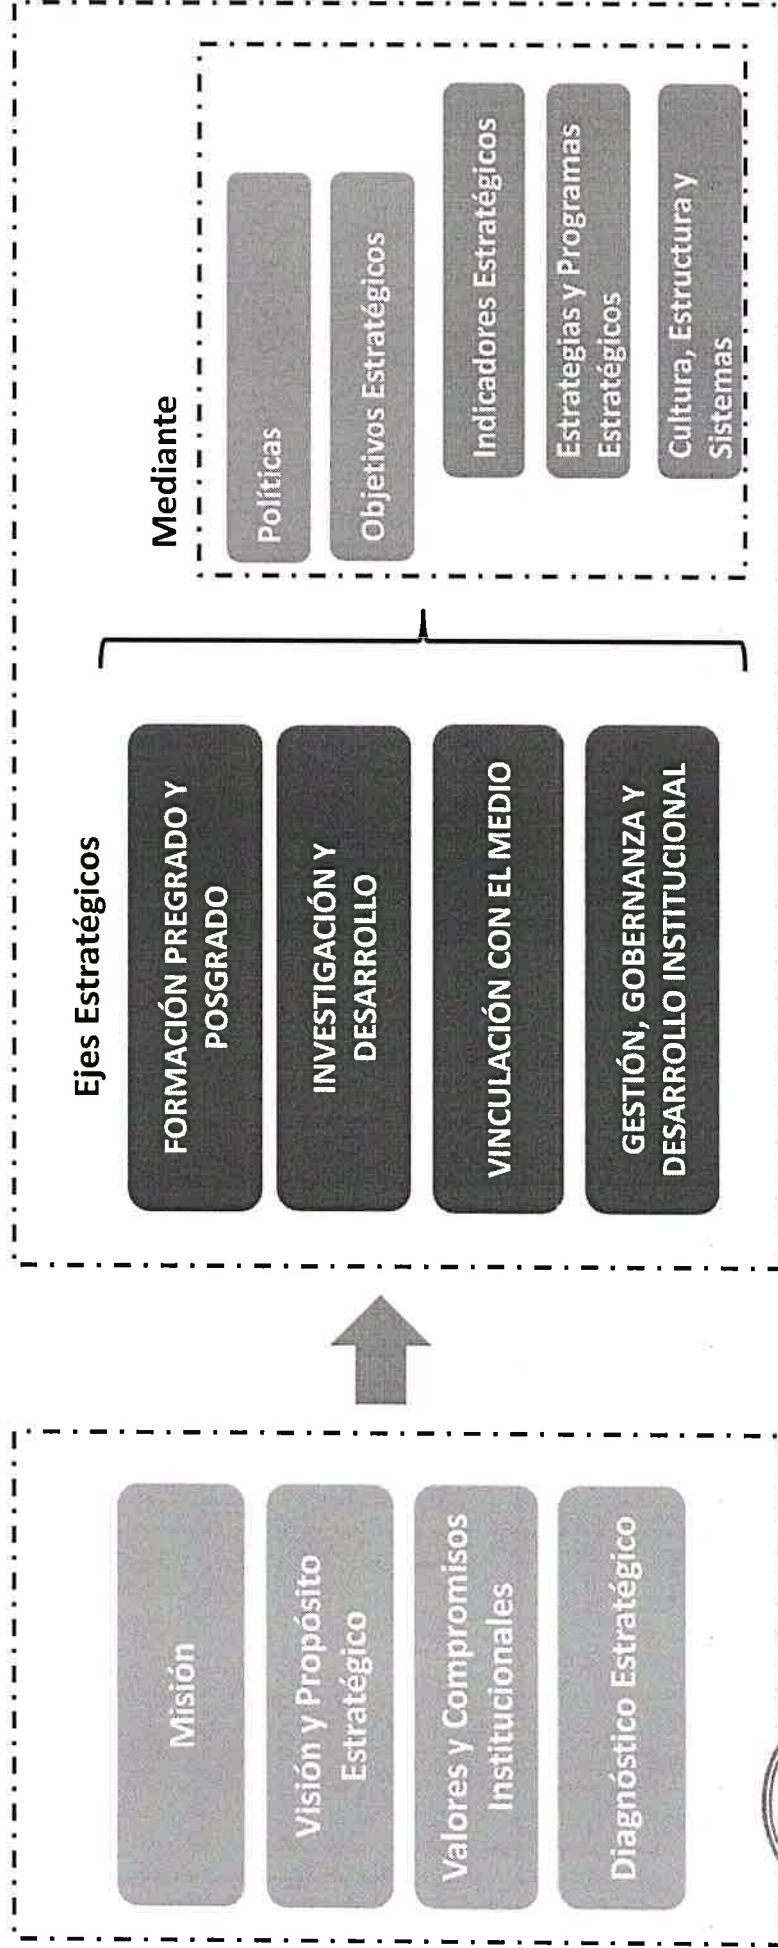 Misión
Visión y Propósito
Estratégico
Valores y Compromisos
Institucionales
Diagnóstico Estratégico
Ejes Estratégicos
FORMACIÓN PREGRADO Y
POSGRADO
INVESTIGACIÓN Y
DESARROLLO
VINCULACIÓN CON EL MEDIO
GESTIÓN, GOBERNANZA Y
DESARROLLO INSTITUCIONAL
Mediante
Políticas
Objetivos Estratégicos
Indicadores Estratégicos
Estrategias y Programas
Estratégicos
Cultura, Estructura y
Sistemas